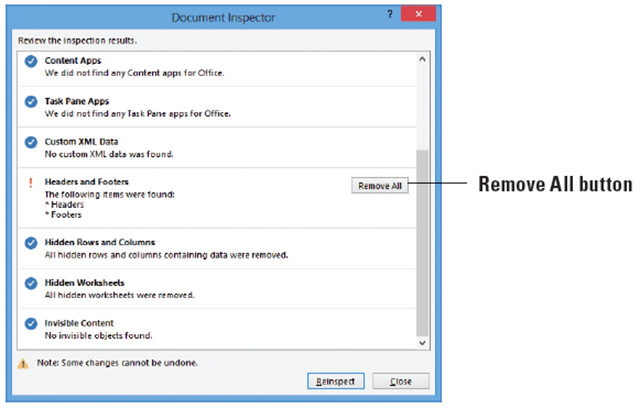 Document Inspector
?
×
Review the inspection results.
Content Apps
We did not find any Content apps for Office.
Task Pane Apps
We did not find any Task Pane apps for Office.
Custom XML Data
No custom XML data was found.
! Headers and Footers
Remove All
The following items were found:
^ Headers
* Footers
Remove All button
Hidden Rows and Columns
All hidden rows and columns containing data were removed.
Hidden Worksheets
All hidden worksheets were removed.
Invisible Content
No invisible objects found.
Note: Some changes cannot be undone.
Reinspect
Close